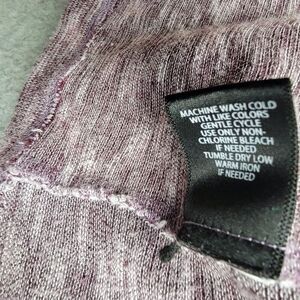 MACHINE WASH COLD
WITH LIKE COLORS
GENTLE CYCLE
USE ONLY NON-
CHLORINE BLEACH
IF NEEDED
TUMBLE DRY LOW
WARM IRON
IF NEEDED